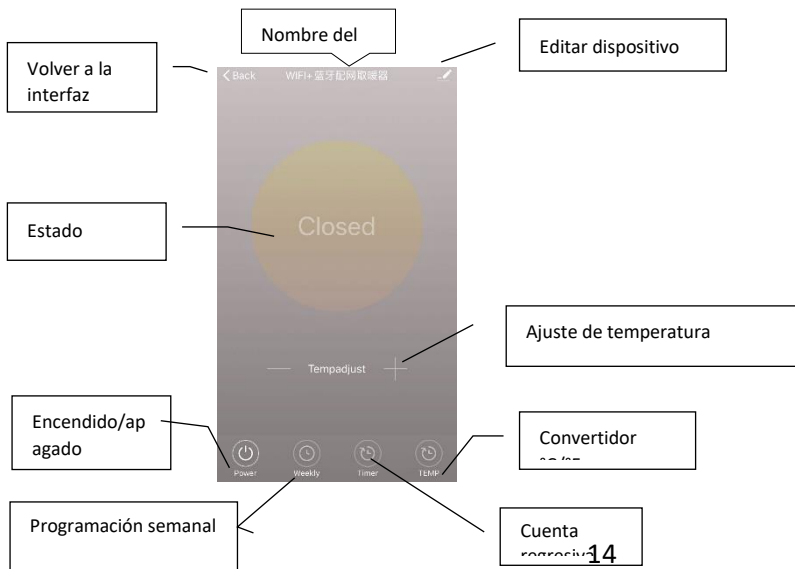 Nombre del
Editar dispositivo
Volver a la
interfaz
Back
WIFI+蓝牙配网取暖器
Closed
Estado
Ajuste de temperatura
Tempadjust
Encendido/ap
agado
Convertidor
°C/°F
Power
Weekly
Timer
TEMP
Programación semanal
Cuenta
regresiva
14